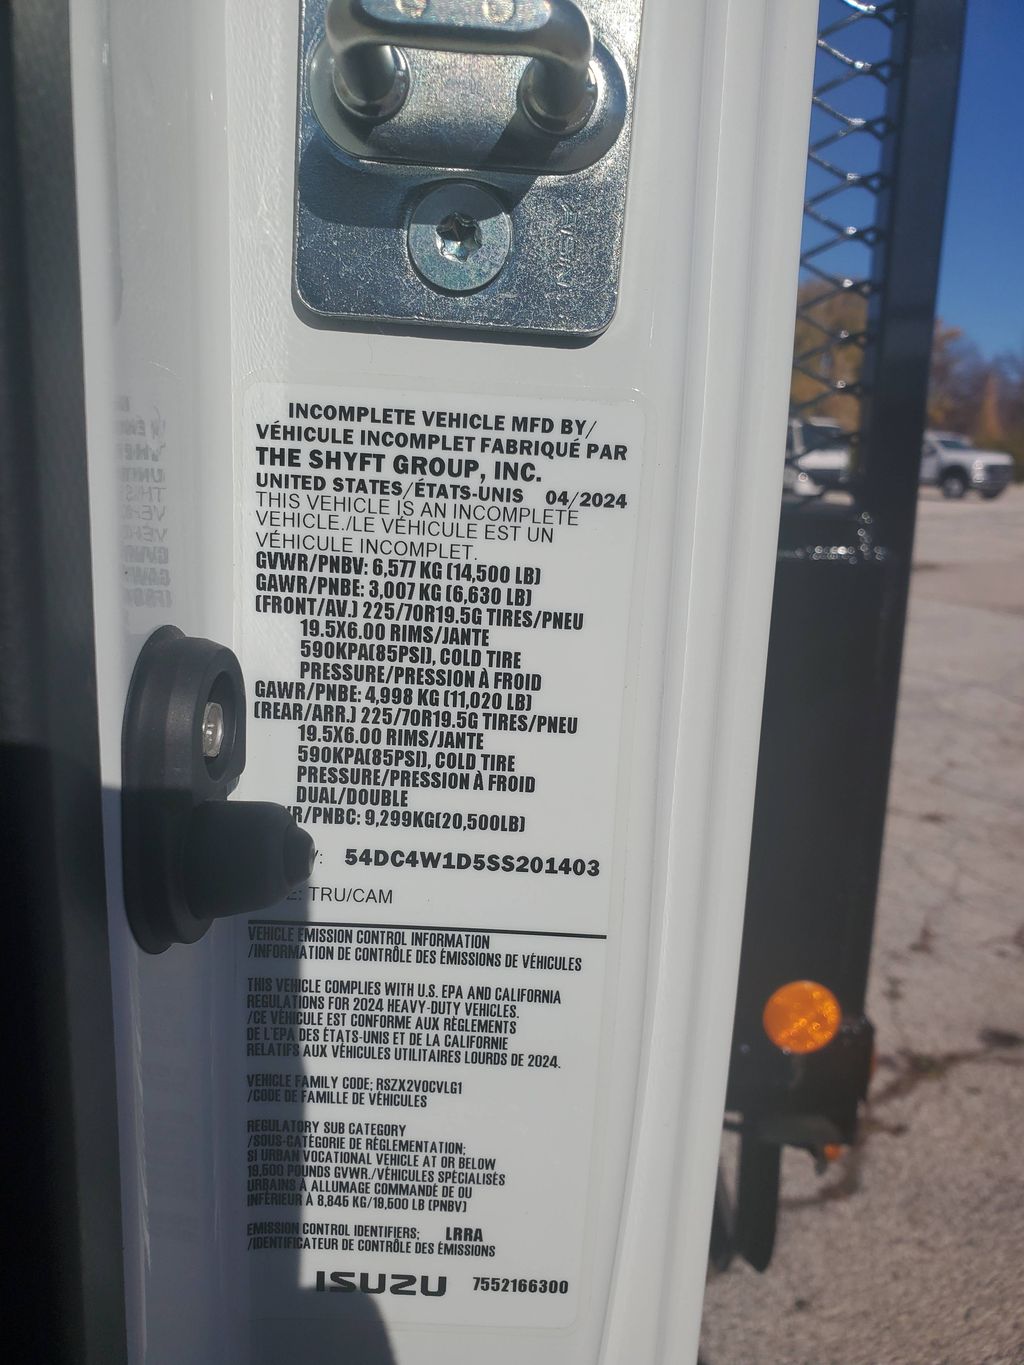 INCOMPLETE VEHICLE MFD BY/
VÉHICULE INCOMPLET FABRIQUÉ PAR
THE SHYFT GROUP, INC.
UNITED STATES/ÉTATS-UNIS 04/2024
THIS VEHICLE IS AN INCOMPLETE
VEHICLE./LE VÉHICULE EST UN
VÉHICULE INCOMPLET.
GVWR/PNBV: 6,577 KG (14,500 LB)
GAWR/PNBE: 3,007 KG (6,630 LB)
(FRONT/AV.) 225/70R19.5G TIRES/PNEU
19.5X6.00 RIMS/JANTE
590KPA(85PSI), COLD TIRE
PRESSURE/PRESSION À FROID
GAWR/PNBE: 4,998 KG (11,020 LB)
(REAR/ARR.) 225/70R19.5G TIRES/PNEU
19.5X6.00 RIMS/JANTE
590KPA(85PSI), COLD TIRE
PRESSURE/PRESSION À FROID
DUAL/DOUBLE
R/PNBC: 9,299KG(20,500LB)
54DC4W1D5SS201403
TRU/CAM
VEHICLE EMISSION CONTROL INFORMATION
/INFORMATION DE CONTRÔLE DES ÉMISSIONS DE VÉHICULES
THIS VEHICLE COMPLIES WITH U.S. EPA AND CALIFORNIA
REGULATIONS FOR 2024 HEAVY-DUTY VEHICLES.
/CE VÉHICULE EST CONFORME AUX RÈGLEMENTS
DE L'EPA DES ÉTATS-UNIS ET DE LA CALIFORNIE
RELATIFS AUX VÉHICULES UTILITAIRES LOURDS DE 2024.
VEHICLE FAMILY CODE; RSZX2VOCVLG1
/CODE DE FAMILLE DE VÉHICULES
REGULATORY SUB CATEGORY
/SOUS-CATÉGORIE DE RÉGLEMENTATION;
SI URBAN VOCATIONAL VEHICLE AT OR BELOW
19,500 POUNDS GVWR./VÉHICULES SPÉCIALISÉS
URBAINS À ALLUMAGE COMMANDÉ DE OU
INFÉRIEUR À 8,845 KG/19,500 LB (PNBV)
EMISSION CONTROL IDENTIFIERS; LRRA
/IDENTIFICATEUR DE CONTRÔLE DES ÉMISSIONS
ISUZU 7552166300